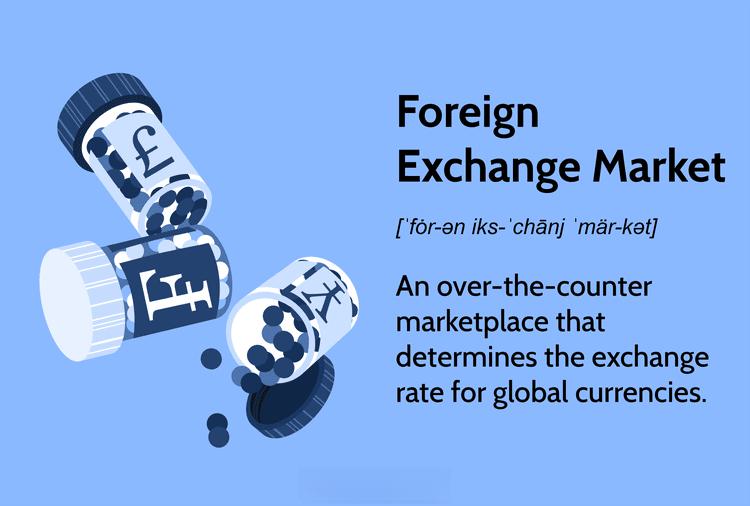 £
₣
¥
Foreign
Exchange Market
[ˈfȯr-ən iks-ˈchānj ˈmär-kət]
An over-the-counter
marketplace that
determines the exchange
rate for global currencies.